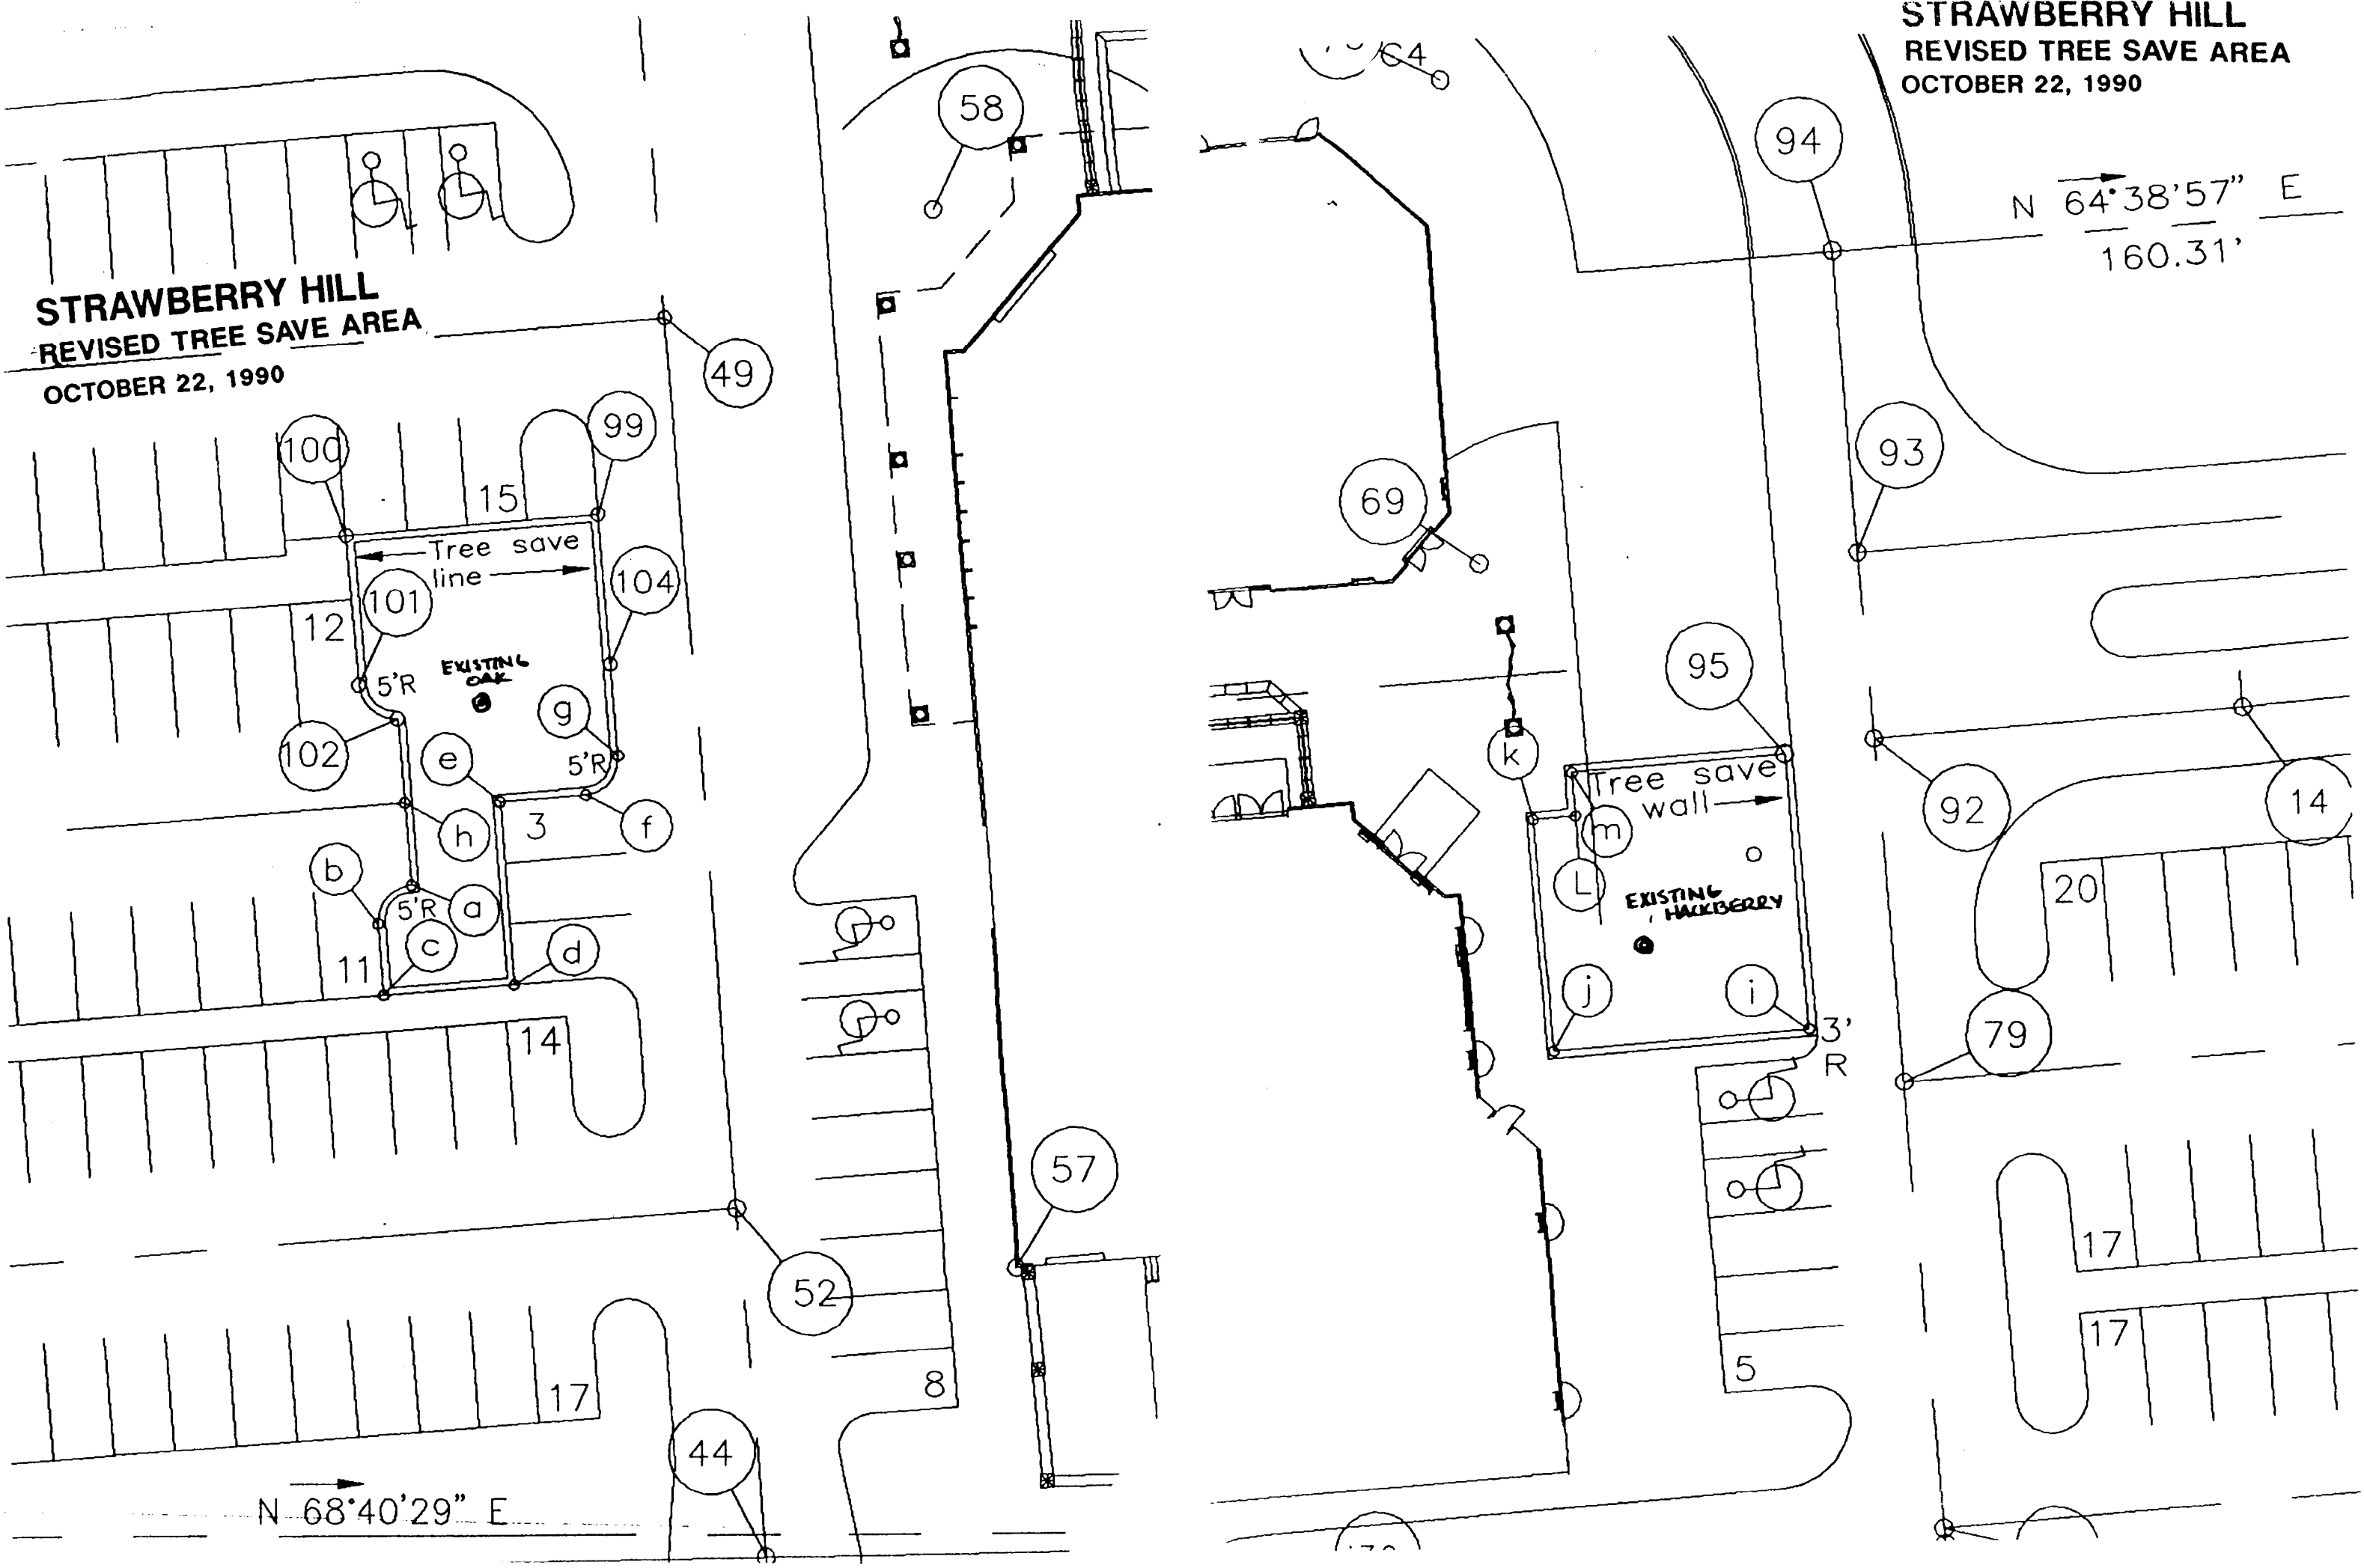 STRAWBERRY HILL
REVISED TREE SAVE AREA
OCTOBER 22, 1990
58
49
100
99
15
Tree save
line
104
101
12
5'R
EXISTING
OAK
g
102
e
5'R
h
3
f
b
5'R
a
c
11
d
14
57
52
17
8
44
N 68°40'29" E
STRAWBERRY HILL
REVISED TREE SAVE AREA
OCTOBER 22, 1990
64
94
N 64°38'57" E
160.31'
93
69
95
k
Tree save
wall
m
92
14
L
20
EXISTING
HACKBERRY
j
i
3'
R
79
17
17
5